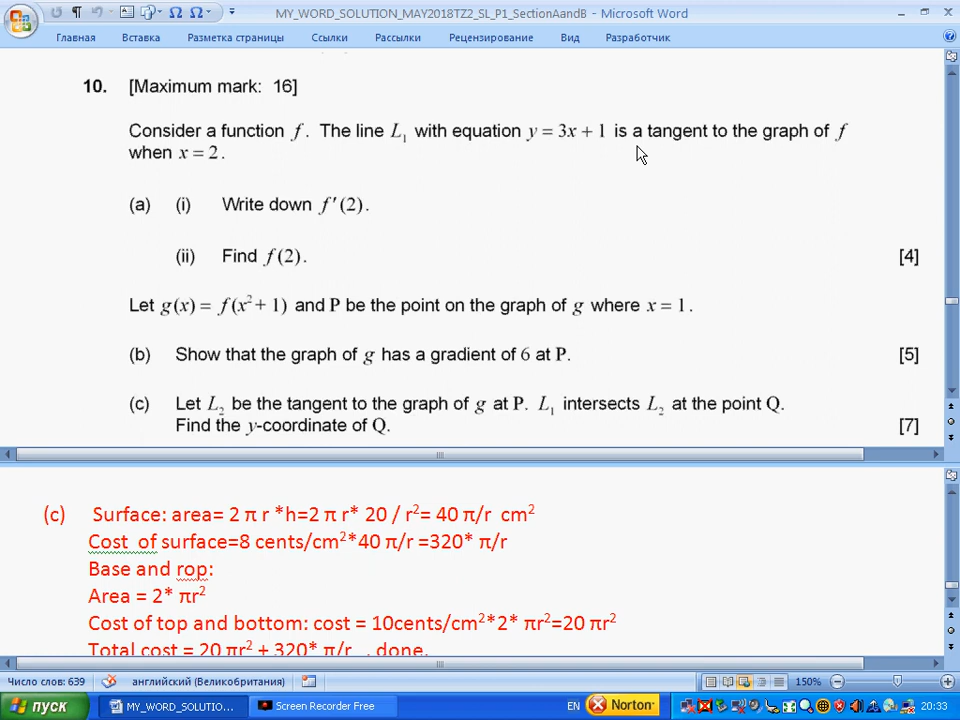 MY_WORD_SOLUTION_MAY2018TZ2_SL_P1_SectionAandB - Microsoft Word
Главная Вставка Разметка страницы Ссылки Рассылки Рецензирование Вид Разработчик
10. [Maximum mark: 16]
Consider a function f. The line L₁ with equation y = 3x + 1 is a tangent to the graph of f
when x = 2.
(a) (i) Write down f′(2).
(ii) Find f(2). [4]
Let g(x) = f(x² + 1) and P be the point on the graph of g where x = 1.
(b) Show that the graph of g has a gradient of 6 at P. [5]
(c) Let L₂ be the tangent to the graph of g at P. L₁ intersects L₂ at the point Q.
Find the y-coordinate of Q. [7]
(c) Surface: area= 2 π r *h=2 π r* 20 / r²= 40 π/r cm²
Cost of surface=8 cents/cm²*40 π/r =320* π/r
Base and rop:
Area = 2* πr²
Cost of top and bottom: cost = 10cents/cm²*2* πr²=20 πr²
Total cost = 20 πr² + 320* π/r , done.
Число слов: 639 английский (Великобритания) 150%
пуск MY_WORD_SOLUTIO... Screen Recorder Free EN Norton 20:33